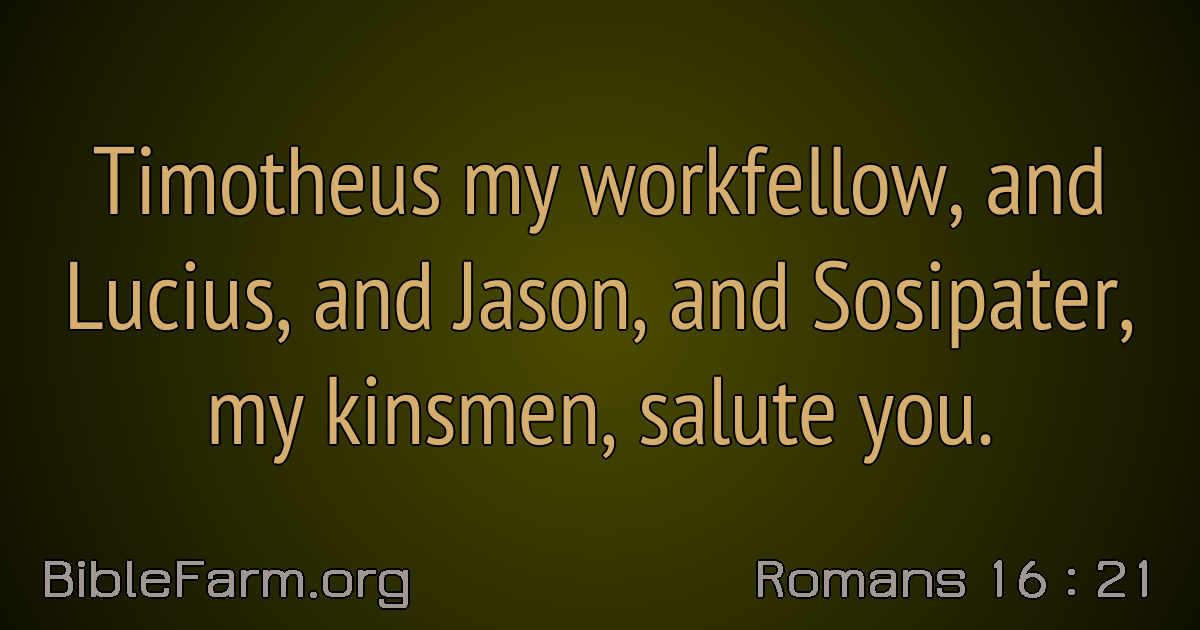 Timotheus my workfellow, and
Lucius, and Jason, and Sosipater,
my kinsmen, salute you.
BibleFarm.org
Romans 16 : 21